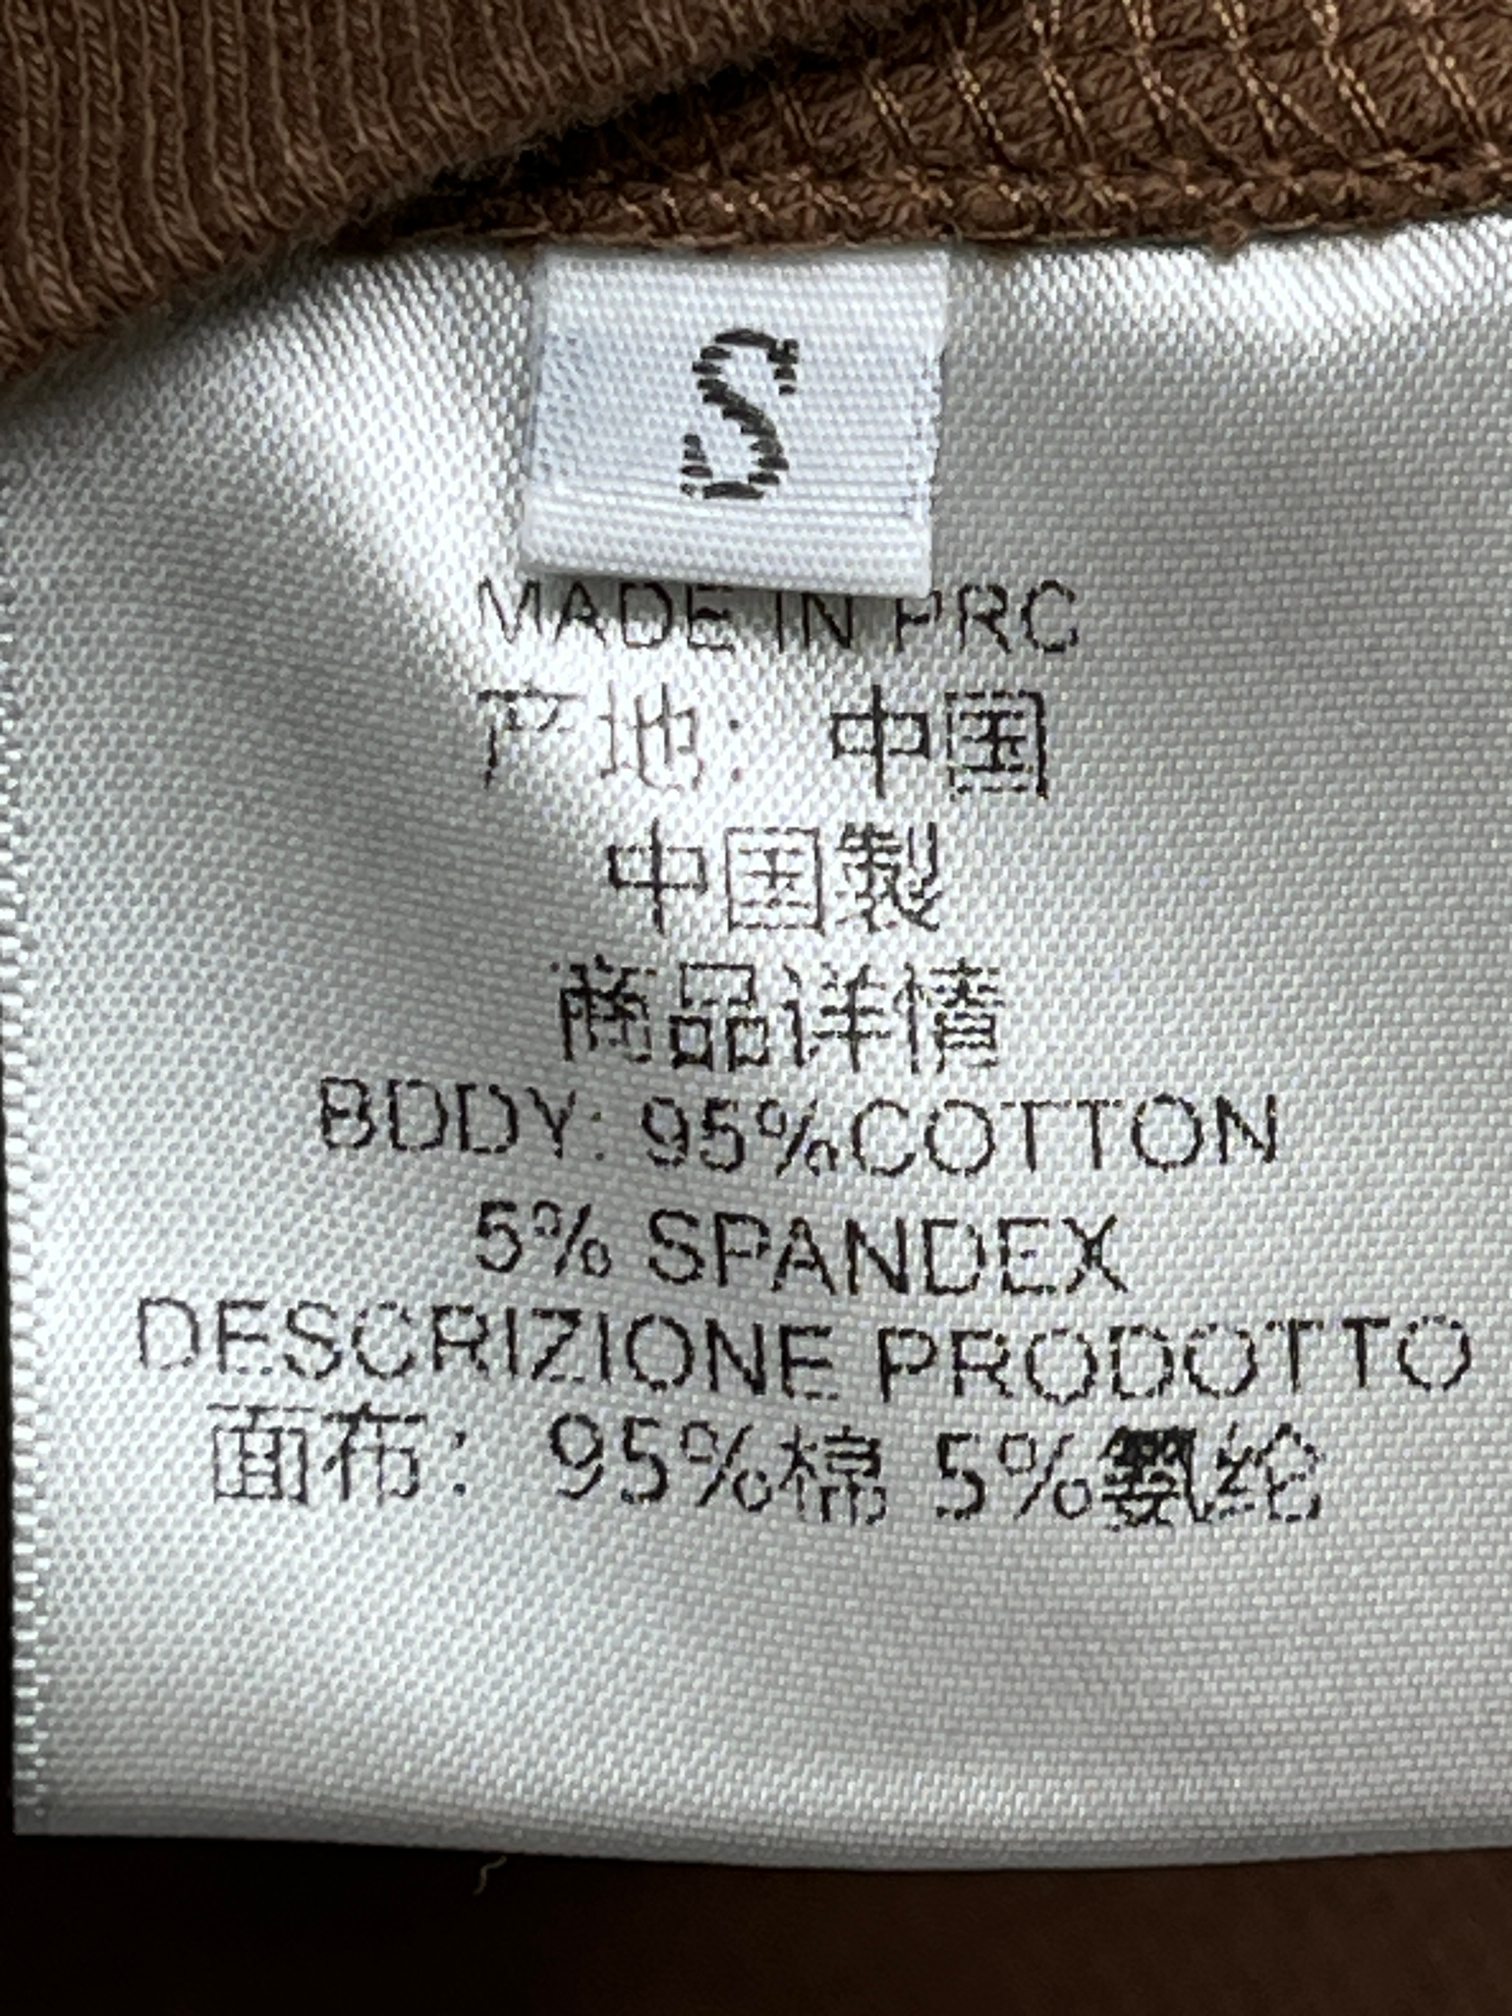 S
MADE IN PRC
产地: 中国
中国製
商品详情
BODY: 95%COTTON
5% SPANDEX
DESCRIZIONE PRODOTTO
面布: 95%棉 5%氨纶